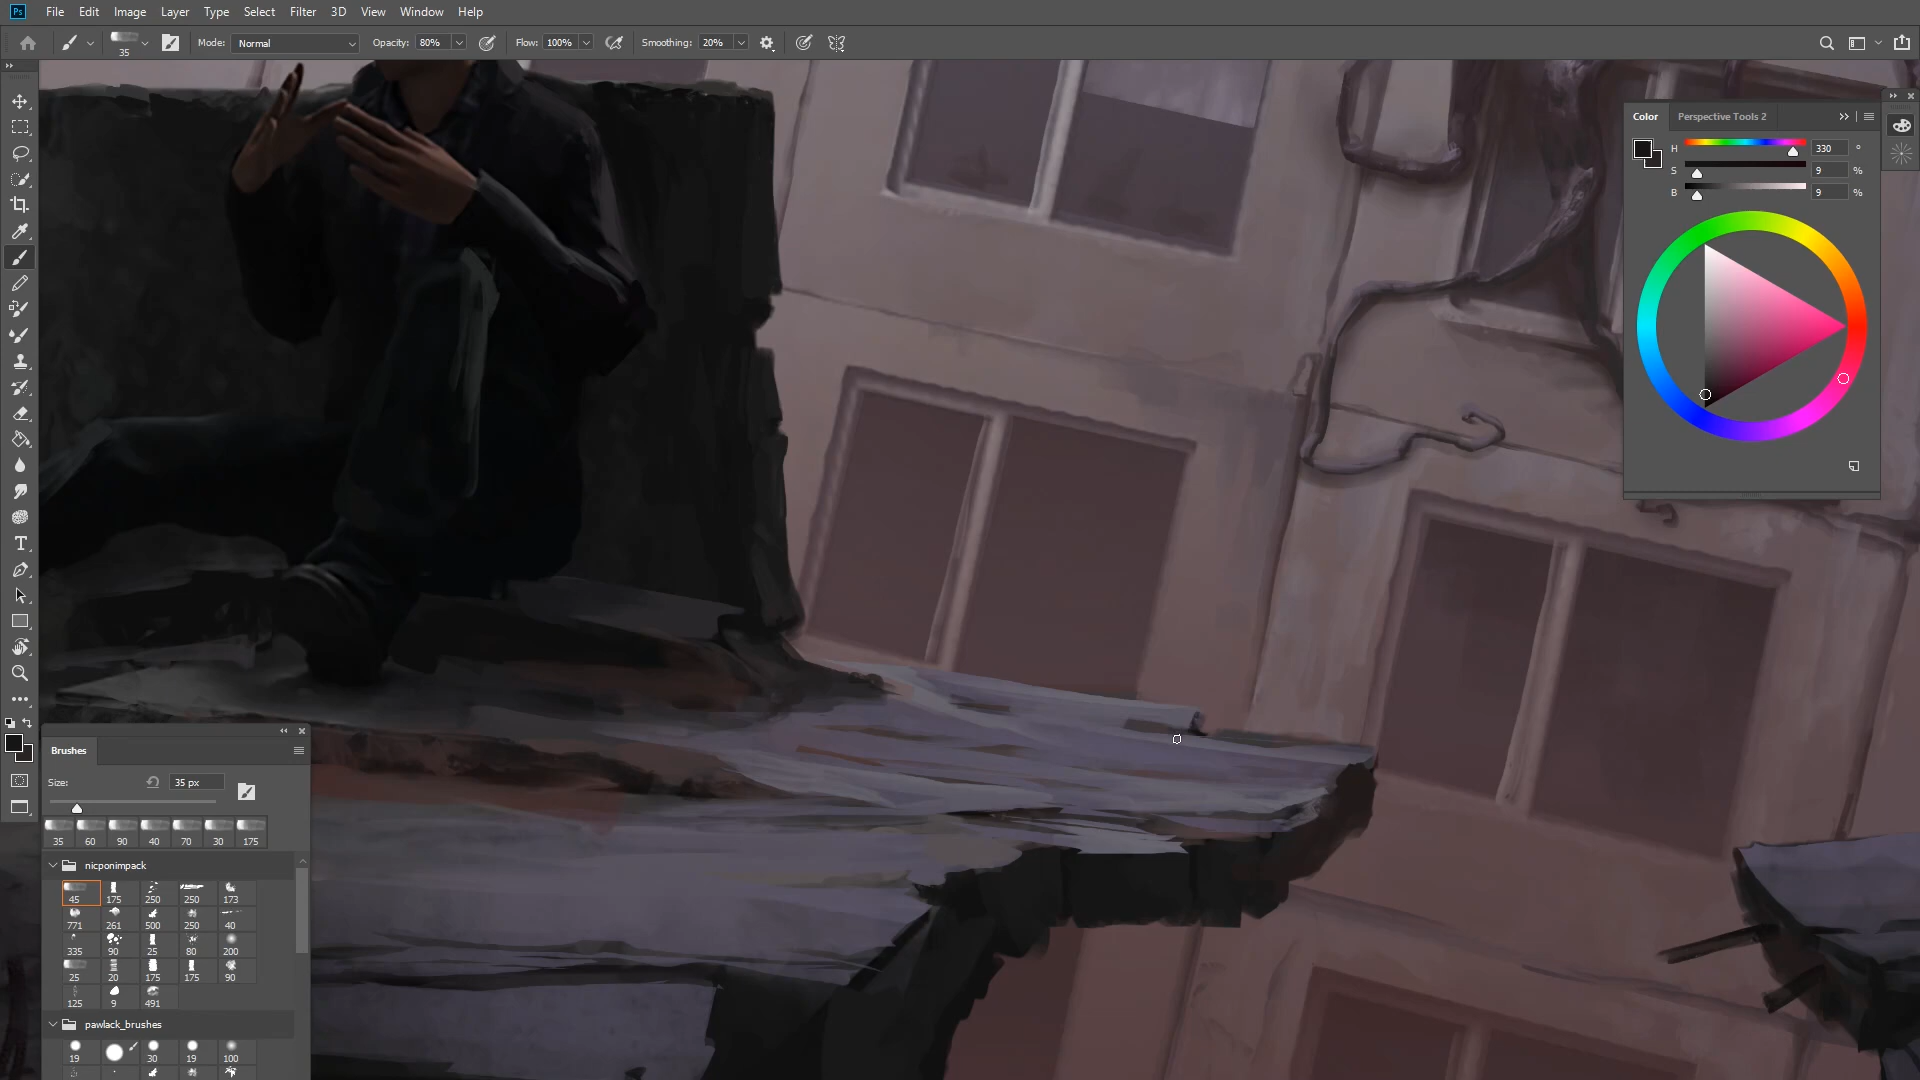 Ps File Edit Image Layer Type Select Filter 3D View Window Help
35 Mode: Normal Opacity: 80% Flow: 100% Smoothing: 20%
Color Perspective Tools 2
H 330 °
S 9 %
B 9 %
T
Brushes
Size: 35 px
35 60 90 40 70 30 175
nicponimpack
45 175 250 250 173
771 261 500 250 40
335 90 25 80 200
25 20 175 175 90
125 9 491
pawlack_brushes
19 30 19 100